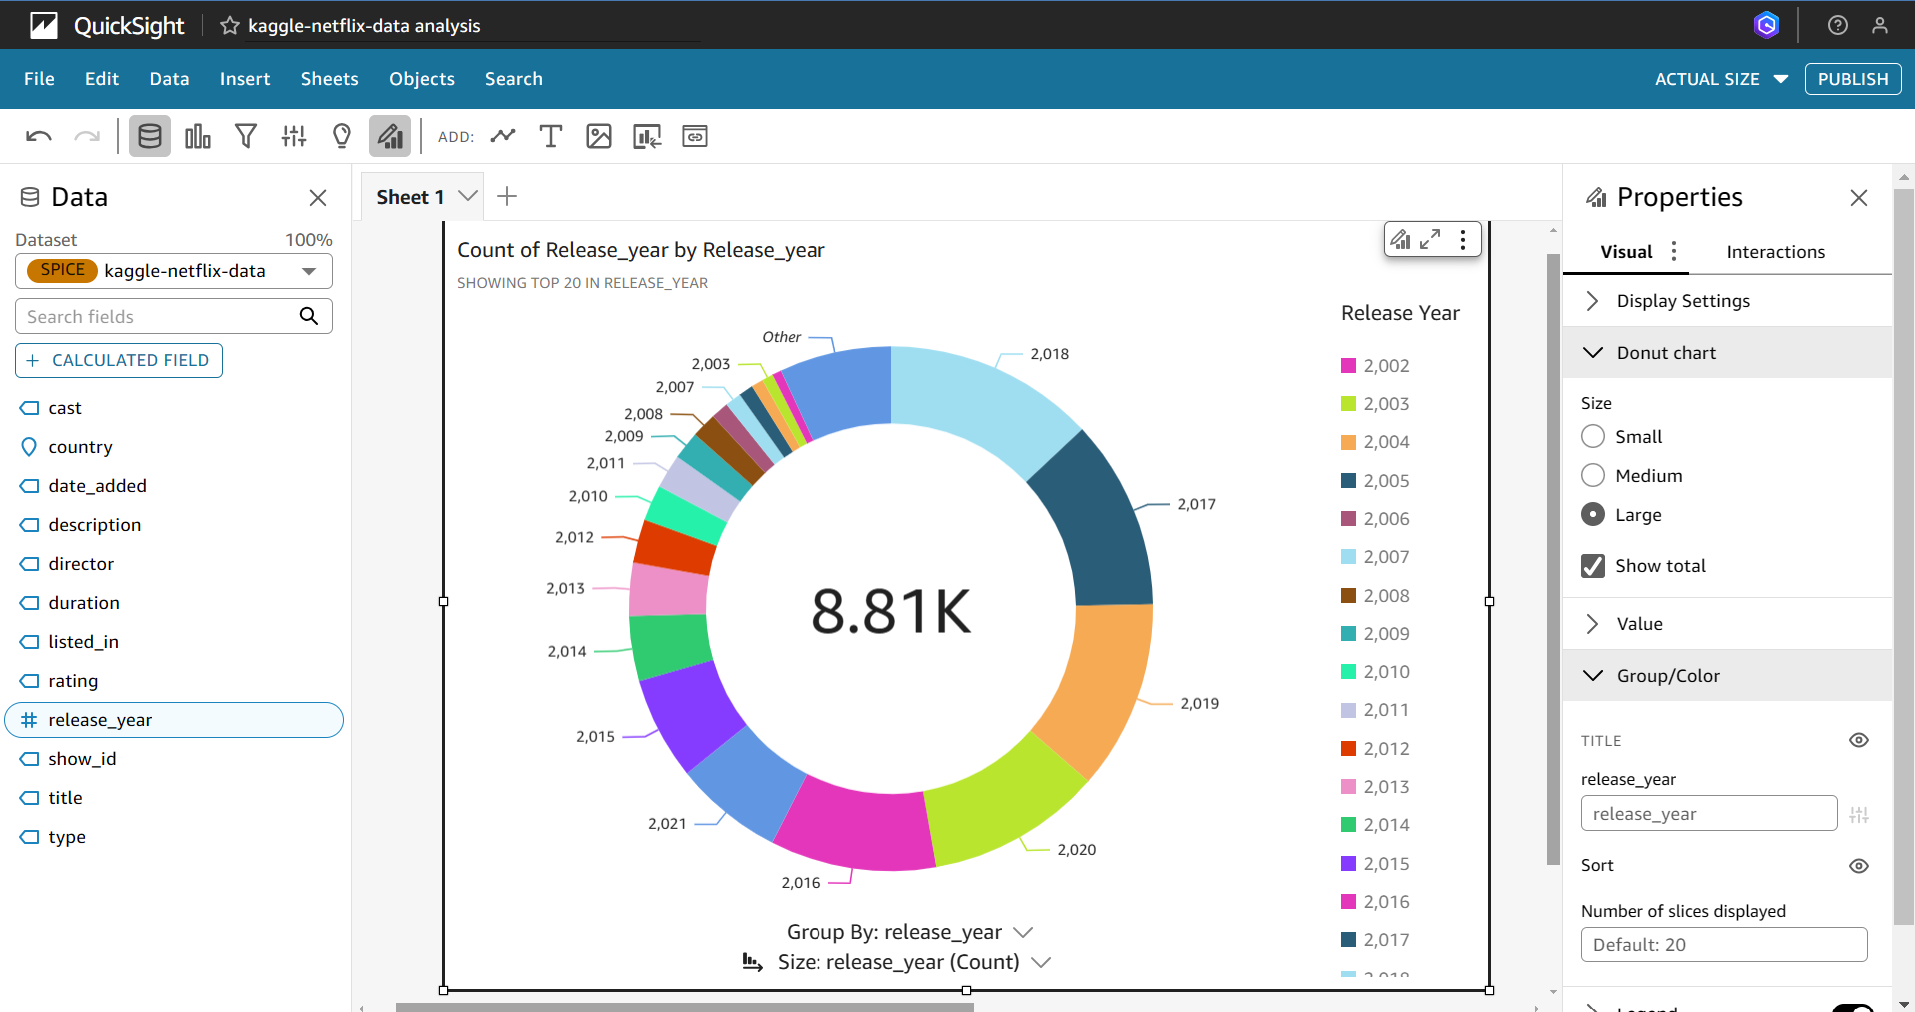 QuickSight
kaggle-netflix-data analysis
File Edit Data Insert Sheets Objects Search
ACTUAL SIZE PUBLISH
ADD:
Data
Dataset 100%
SPICE kaggle-netflix-data
Search fields
+ CALCULATED FIELD
cast
country
date_added
description
director
duration
listed_in
rating
release_year
show_id
title
type
Sheet 1
Count of Release_year by Release_year
SHOWING TOP 20 IN RELEASE_YEAR
Other
2,003
2,007
2,008
2,009
2,011
2,010
2,012
2,013
2,014
2,015
2,021
2,016
2,018
2,017
2,019
2,020
8.81K
Group By: release_year
Size: release_year (Count)
Release Year
2,002
2,003
2,004
2,005
2,006
2,007
2,008
2,009
2,010
2,011
2,012
2,013
2,014
2,015
2,016
2,017
2,018
Properties
Visual Interactions
Display Settings
Donut chart
Size
Small
Medium
Large
Show total
Value
Group/Color
TITLE
release_year
release_year
Sort
Number of slices displayed
Default: 20
Legend